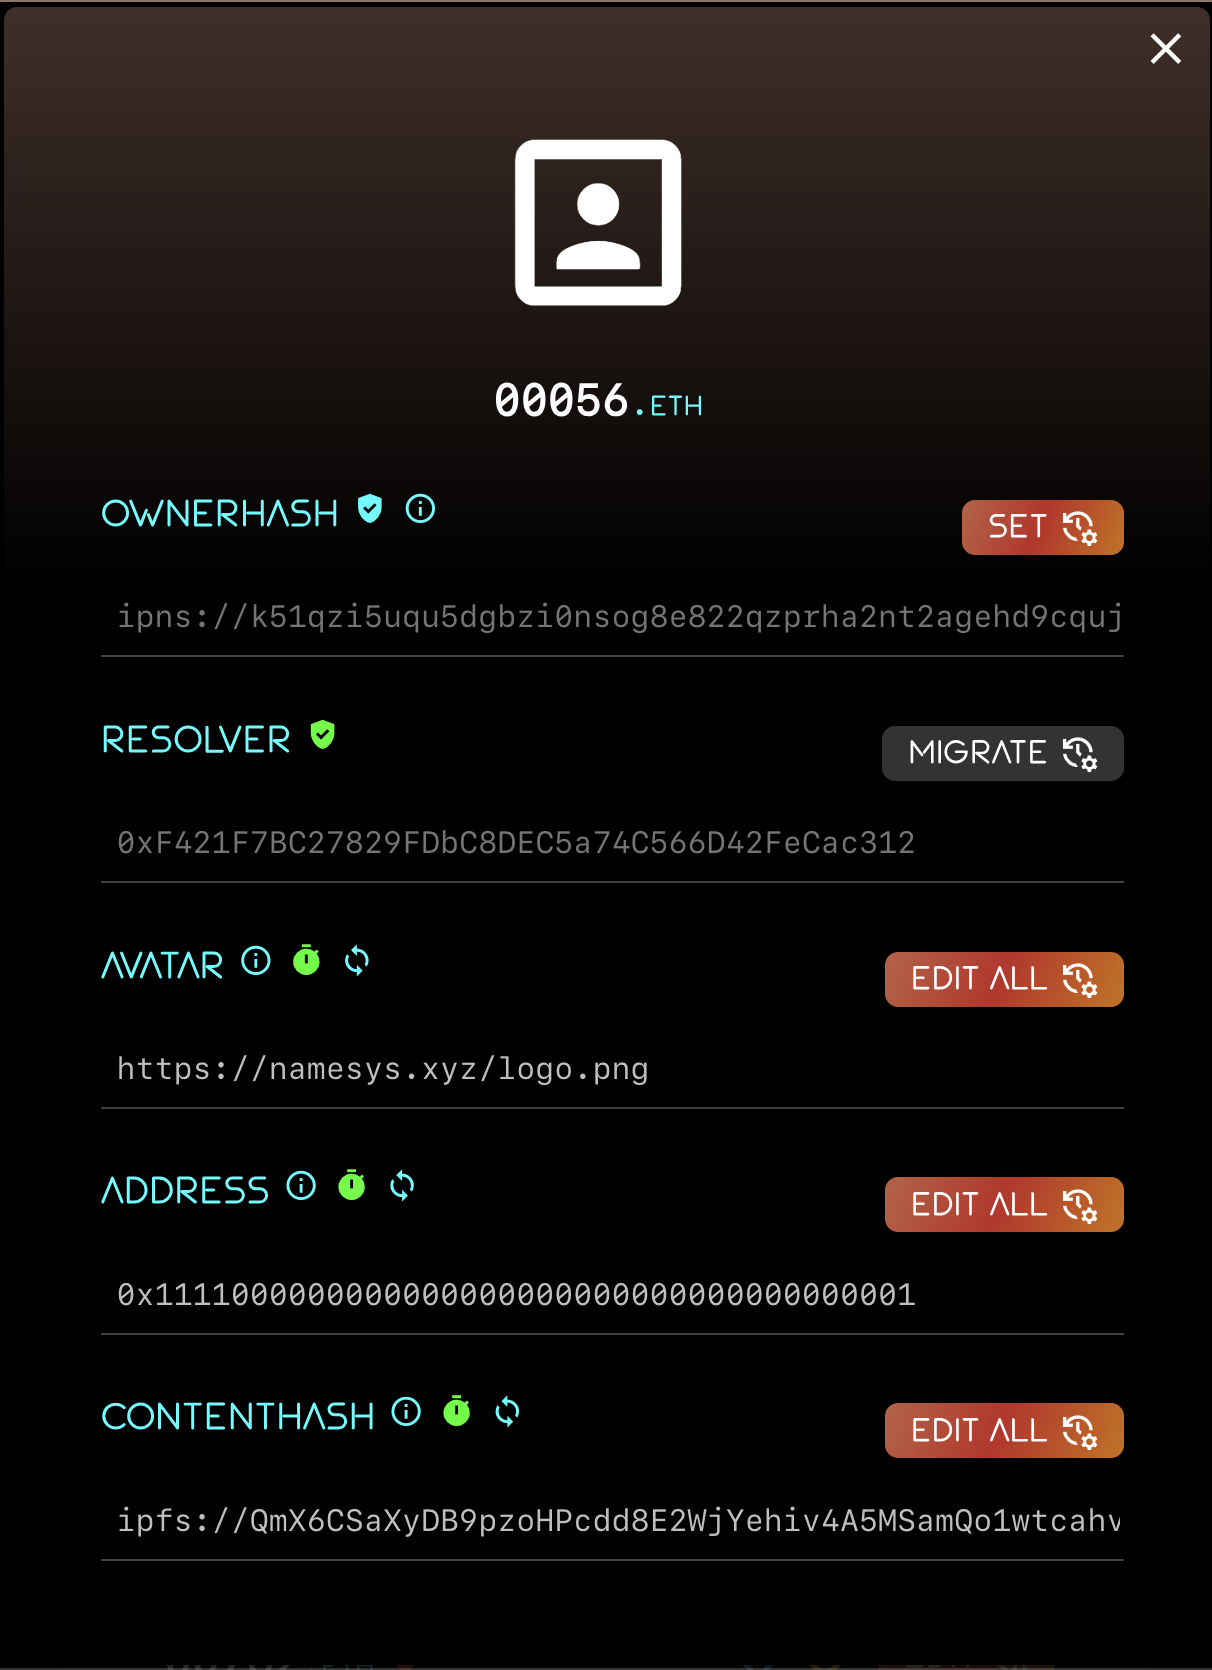 00056.ETH
OWNERHASH
SET
ipns://k51qzi5uqu5dgbzi0nsog8e822qzprha2nt2agehd9cquj
RESOLVER
MIGRATE
0xF421F7BC27829FDbC8DEC5a74C566D42FeCac312
AVATAR
EDIT ALL
https://namesys.xyz/logo.png
ADDRESS
EDIT ALL
0x1111000000000000000000000000000000000001
CONTENTHASH
EDIT ALL
ipfs://QmX6CSaXyDB9pzoHPcdd8E2WjYehiv4A5MSamQo1wtcahv